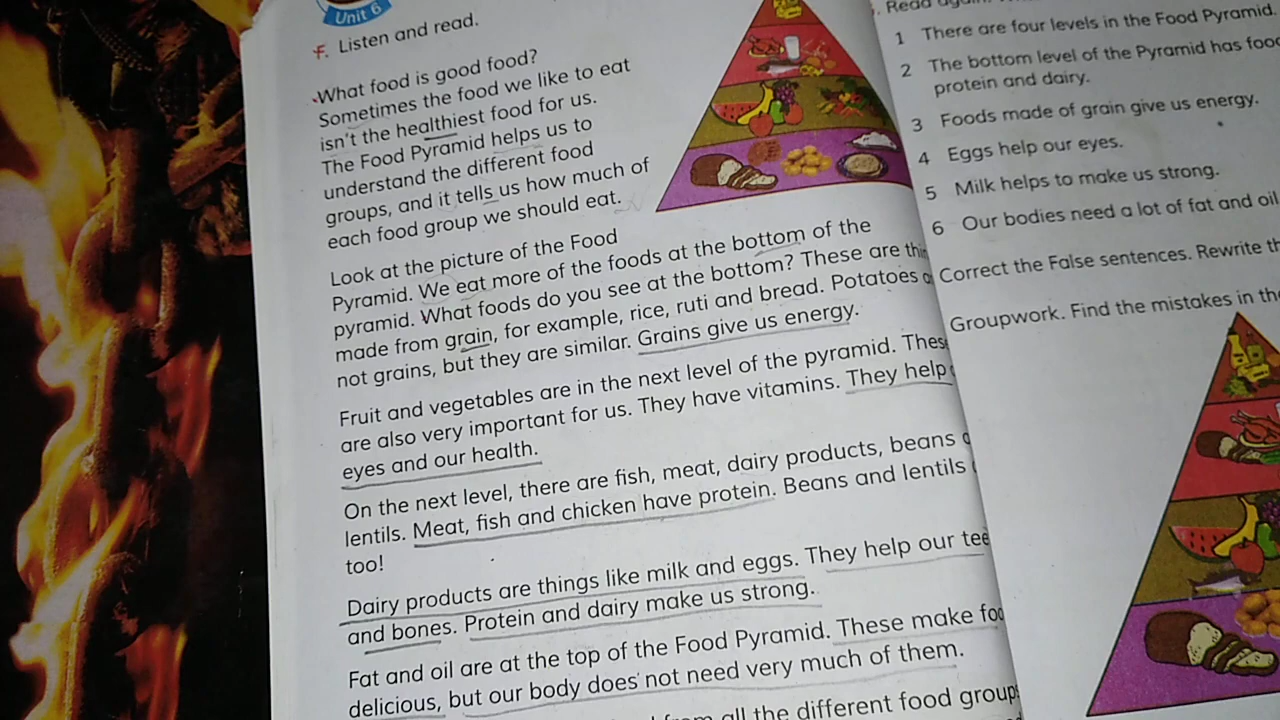 Unit 6
F. Listen and read.
What food is good food?
Sometimes the food we like to eat
isn't the healthiest food for us.
The Food Pyramid helps us to
understand the different food
groups, and it tells us how much of
each food group we should eat.
Look at the picture of the Food
Pyramid. We eat more of the foods at the bottom of the
pyramid. What foods do you see at the bottom? These are
made from grain, for example, rice, ruti and bread. Potatoes
not grains, but they are similar. Grains give us energy.
Fruit and vegetables are in the next level of the pyramid.
are also very important for us. They have vitamins. They help
eyes and our health.
On the next level, there are fish, meat, dairy products, beans
lentils. Meat, fish and chicken have protein. Beans and lentils
too!
Dairy products are things like milk and eggs. They help our
and bones. Protein and dairy make us strong.
Fat and oil are at the top of the Food Pyramid. These make
delicious, but our body does not need very much of them.
all the different food
Read
1 There are four levels in the Food Pyramid.
2 The bottom level of the Pyramid has
protein and dairy.
3 Foods made of grain give us energy.
4 Eggs help our eyes.
5 Milk helps to make us strong.
6 Our bodies need a lot of fat and oil
Correct the False sentences. Rewrite
Groupwork. Find the mistakes in